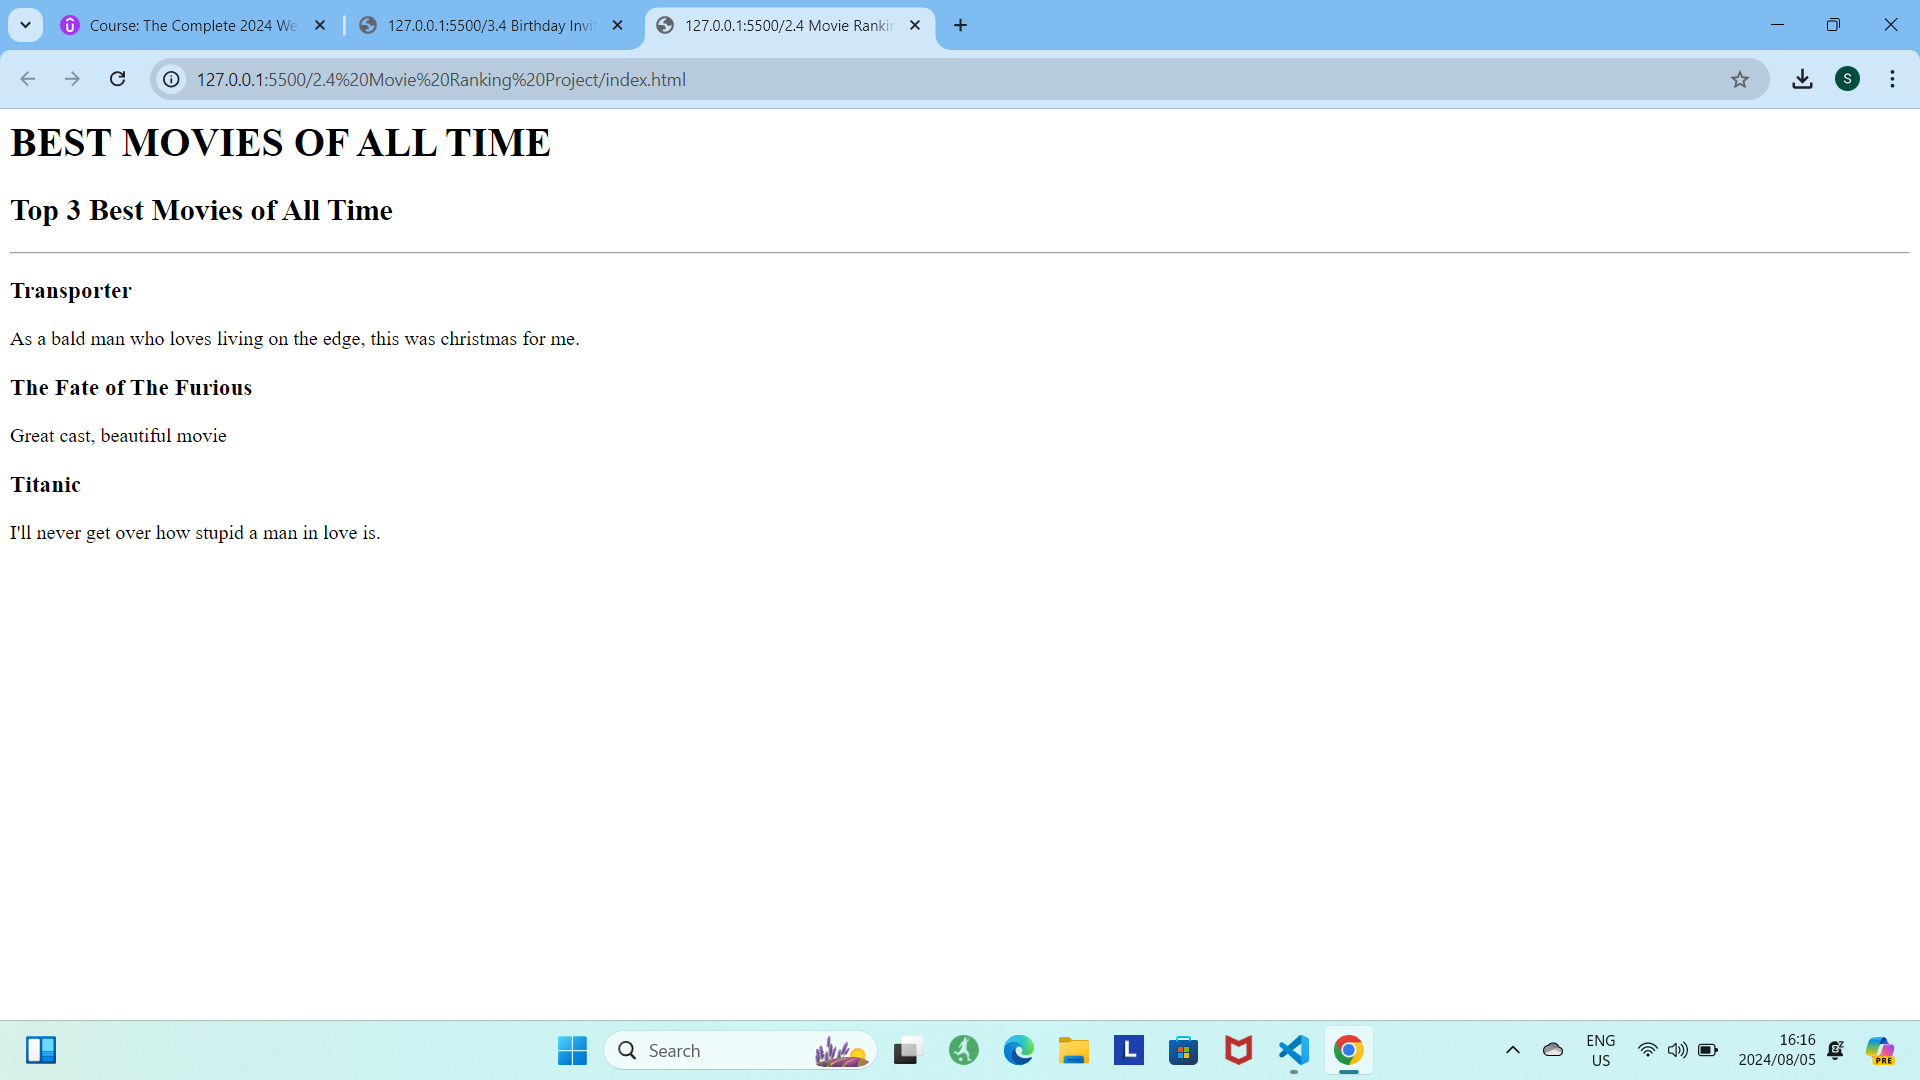 Course: The Complete 2024 We
127.0.0.1:5500/3.4 Birthday Invi
127.0.0.1:5500/2.4 Movie Rankin
127.0.0.1:5500/2.4%20Movie%20Ranking%20Project/index.html
S
BEST MOVIES OF ALL TIME
Top 3 Best Movies of All Time
Transporter
As a bald man who loves living on the edge, this was christmas for me.
The Fate of The Furious
Great cast, beautiful movie
Titanic
I'll never get over how stupid a man in love is.
Search
L
ENG
US
16:16
2024/08/05
PRE